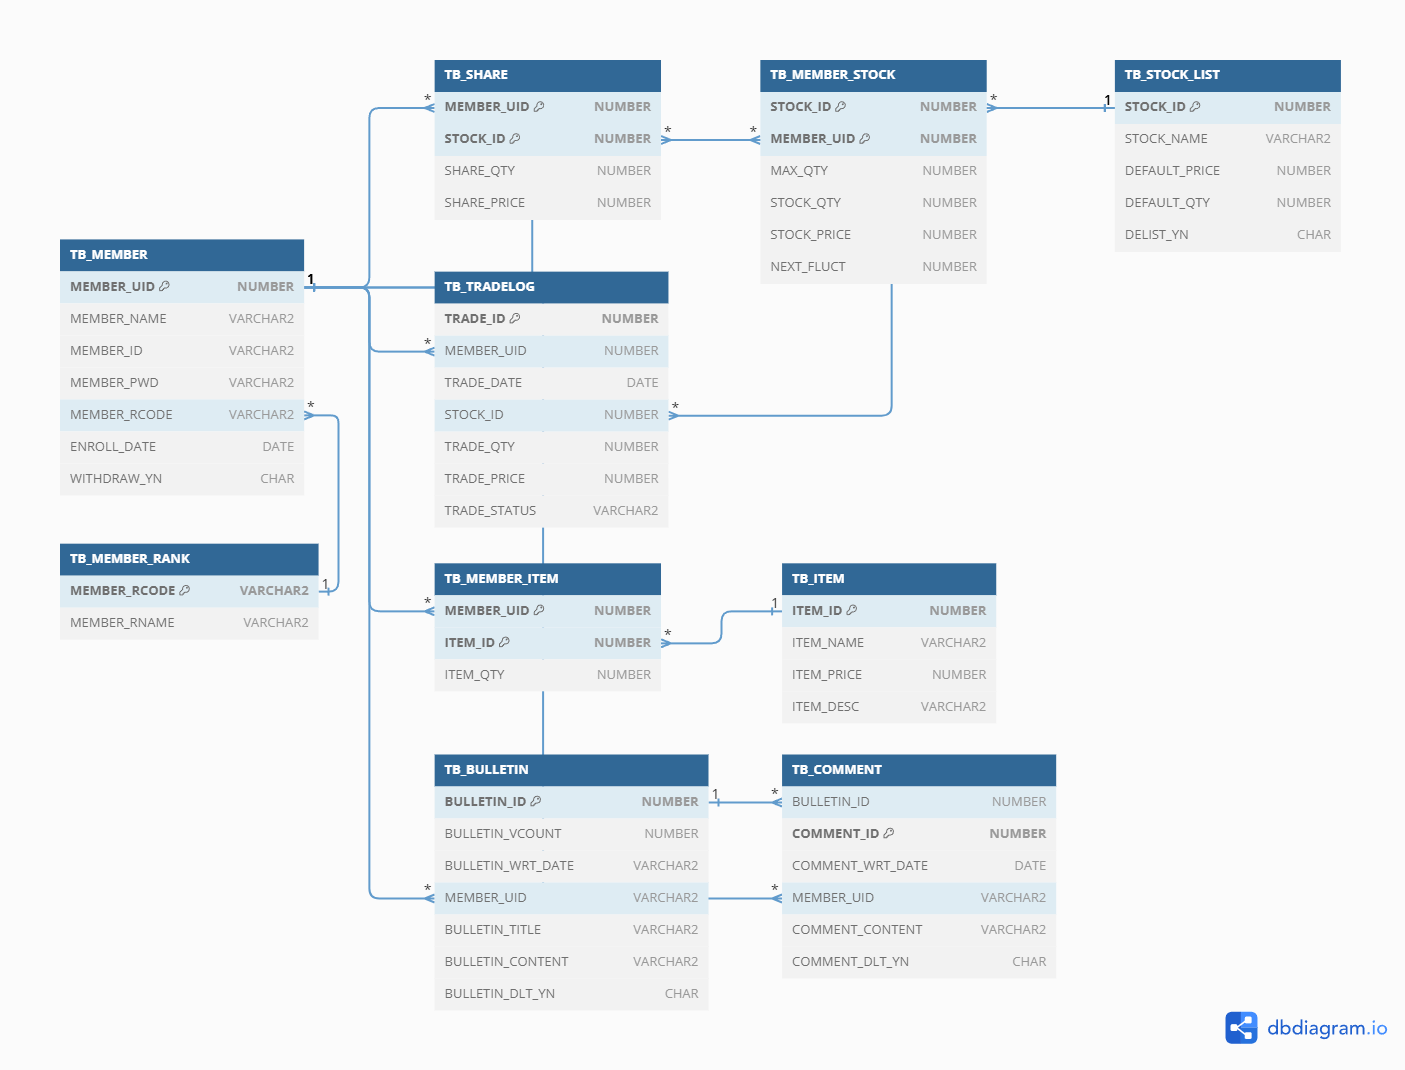 TB_SHARE
MEMBER_UID NUMBER
STOCK_ID NUMBER
SHARE_QTY NUMBER
SHARE_PRICE NUMBER
TB_MEMBER_STOCK
STOCK_ID NUMBER
MEMBER_UID NUMBER
MAX_QTY NUMBER
STOCK_QTY NUMBER
STOCK_PRICE NUMBER
NEXT_FLUCT NUMBER
TB_STOCK_LIST
STOCK_ID NUMBER
STOCK_NAME VARCHAR2
DEFAULT_PRICE NUMBER
DEFAULT_QTY NUMBER
DELIST_YN CHAR
TB_MEMBER
MEMBER_UID NUMBER
MEMBER_NAME VARCHAR2
MEMBER_ID VARCHAR2
MEMBER_PWD VARCHAR2
MEMBER_RCODE VARCHAR2
ENROLL_DATE DATE
WITHDRAW_YN CHAR
TB_TRADELOG
TRADE_ID NUMBER
MEMBER_UID NUMBER
TRADE_DATE DATE
STOCK_ID NUMBER
TRADE_QTY NUMBER
TRADE_PRICE NUMBER
TRADE_STATUS VARCHAR2
TB_MEMBER_RANK
MEMBER_RCODE VARCHAR2
MEMBER_RNAME VARCHAR2
TB_MEMBER_ITEM
MEMBER_UID NUMBER
ITEM_ID NUMBER
ITEM_QTY NUMBER
TB_ITEM
ITEM_ID NUMBER
ITEM_NAME VARCHAR2
ITEM_PRICE NUMBER
ITEM_DESC VARCHAR2
TB_BULLETIN
BULLETIN_ID NUMBER
BULLETIN_VCOUNT NUMBER
BULLETIN_WRT_DATE VARCHAR2
MEMBER_UID VARCHAR2
BULLETIN_TITLE VARCHAR2
BULLETIN_CONTENT VARCHAR2
BULLETIN_DLT_YN CHAR
TB_COMMENT
BULLETIN_ID NUMBER
COMMENT_ID NUMBER
COMMENT_WRT_DATE DATE
MEMBER_UID VARCHAR2
COMMENT_CONTENT VARCHAR2
COMMENT_DLT_YN CHAR
* * * * 1
1
*
* *
1
* * 1
1 *
* *
dbdiagram.io